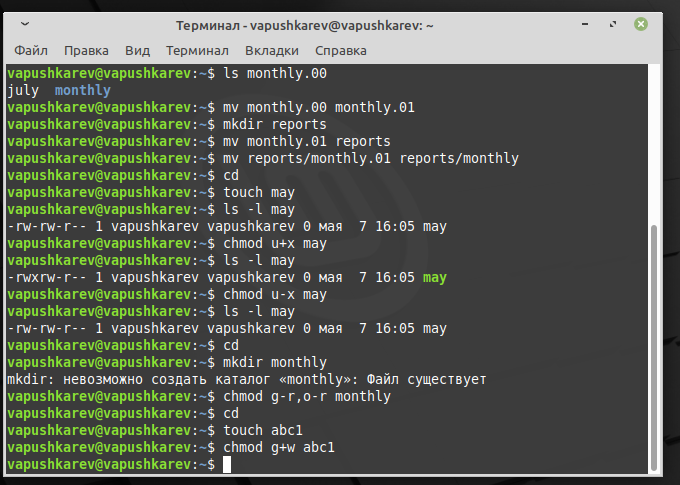 Терминал - vapushkarev@vapushkarev: ~
Файл Правка Вид Терминал Вкладки Справка
vapushkarev@vapushkarev:~$ ls monthly.00
july  monthly
vapushkarev@vapushkarev:~$ mv monthly.00 monthly.01
vapushkarev@vapushkarev:~$ mkdir reports
vapushkarev@vapushkarev:~$ mv monthly.01 reports
vapushkarev@vapushkarev:~$ mv reports/monthly.01 reports/monthly
vapushkarev@vapushkarev:~$ cd
vapushkarev@vapushkarev:~$ touch may
vapushkarev@vapushkarev:~$ ls -l may
-rw-rw-r-- 1 vapushkarev vapushkarev 0 мая  7 16:05 may
vapushkarev@vapushkarev:~$ chmod u+x may
vapushkarev@vapushkarev:~$ ls -l may
-rwxrw-r-- 1 vapushkarev vapushkarev 0 мая  7 16:05 may
vapushkarev@vapushkarev:~$ chmod u-x may
vapushkarev@vapushkarev:~$ ls -l may
-rw-rw-r-- 1 vapushkarev vapushkarev 0 мая  7 16:05 may
vapushkarev@vapushkarev:~$ cd
vapushkarev@vapushkarev:~$ mkdir monthly
mkdir: невозможно создать каталог «monthly»: Файл существует
vapushkarev@vapushkarev:~$ chmod g-r,o-r monthly
vapushkarev@vapushkarev:~$ cd
vapushkarev@vapushkarev:~$ touch abc1
vapushkarev@vapushkarev:~$ chmod g+w abc1
vapushkarev@vapushkarev:~$